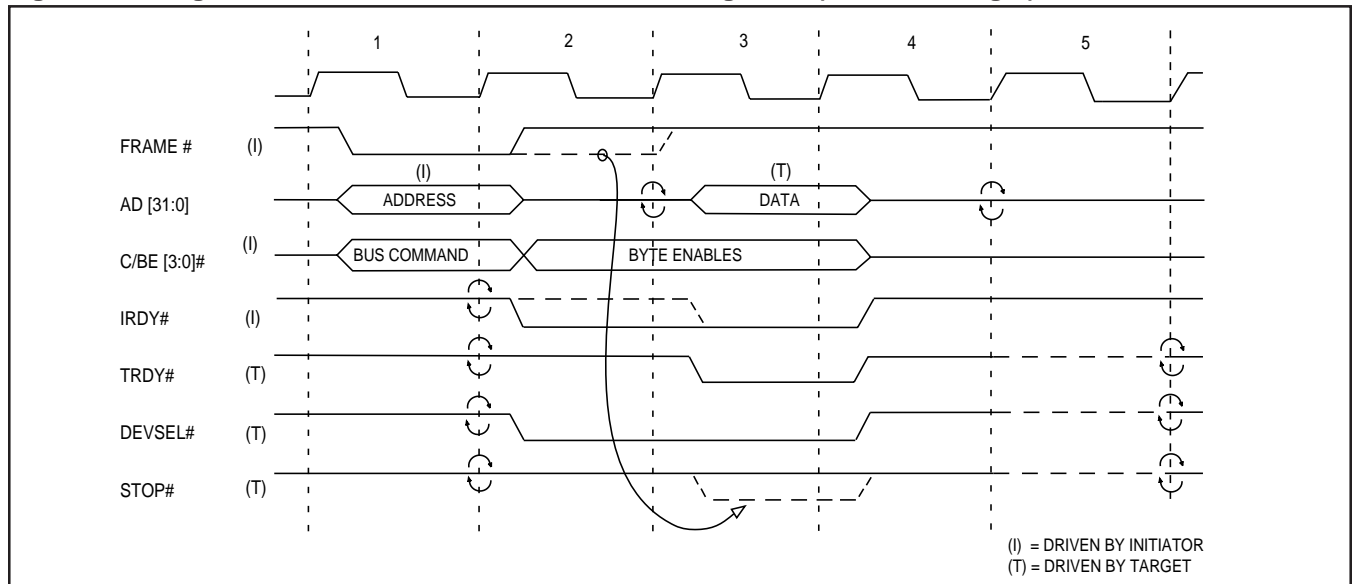 1 2 3 4 5
FRAME # (I)
(I) (T)
AD [31:0] ADDRESS DATA
C/BE [3:0]# (I) BUS COMMAND BYTE ENABLES
IRDY# (I)
TRDY# (T)
DEVSEL# (T)
STOP# (T)
(I) = DRIVEN BY INITIATOR
(T) = DRIVEN BY TARGET